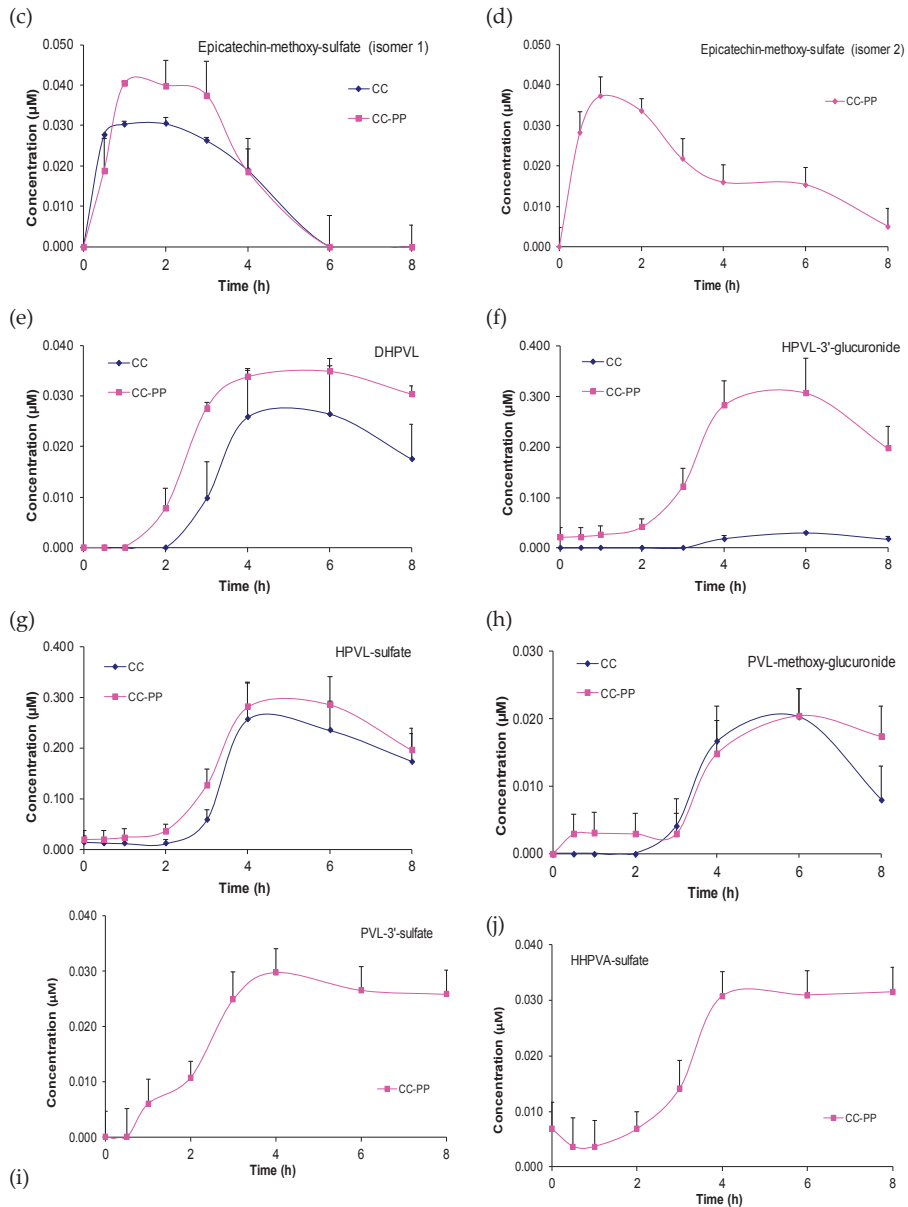 (c)
Epicatechin-methoxy-sulfate (isomer 1)
CC
CC-PP
Concentration (µM)
0.050
0.040
0.030
0.020
0.010
0.000
0 2 4 6 8
Time (h)
(d)
Epicatechin-methoxy-sulfate (isomer 2)
CC-PP
Concentration (µM)
0.050
0.040
0.030
0.020
0.010
0.000
0 2 4 6 8
Time (h)
(e)
DHPVL
CC
CC-PP
Concentration (µM)
0.040
0.030
0.020
0.010
0.000
0 2 4 6 8
Time (h)
(f)
HPVL-3'-glucuronide
CC
CC-PP
Concentration (µM)
0.400
0.300
0.200
0.100
0.000
0 2 4 6 8
Time (h)
(g)
HPVL-sulfate
CC
CC-PP
Concentration (µM)
0.400
0.300
0.200
0.100
0.000
0 2 4 6 8
Time (h)
(h)
PVL-methoxy-glucuronide
CC
CC-PP
Concentration (µM)
0.030
0.020
0.010
0.000
0 2 4 6 8
Time (h)
PVL-3'-sulfate
CC-PP
Concentration (µM)
0.040
0.030
0.020
0.010
0.000
0 2 4 6 8
Time (h)
(i)
(j)
HHPVA-sulfate
CC-PP
Concentration (µM)
0.040
0.030
0.020
0.010
0.000
0 2 4 6 8
Time (h)